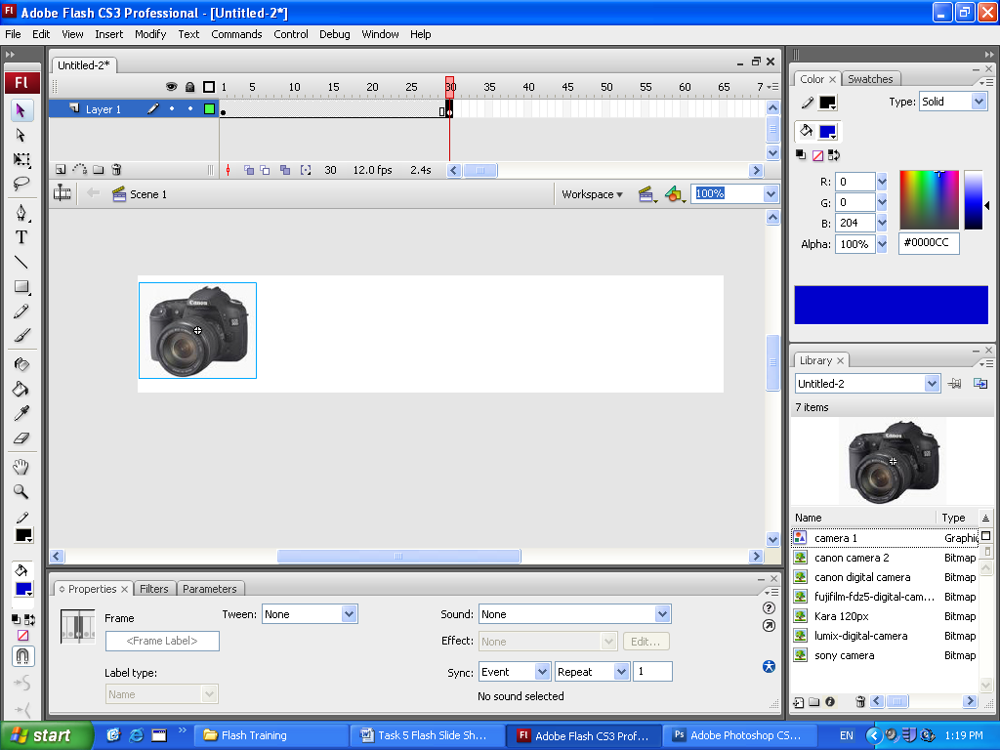 Fl Adobe Flash CS3 Professional - [Untitled-2*]
File Edit View Insert Modify Text Commands Control Debug Window Help
Untitled-2*
Fl
1 5 10 15 20 25 30 35 40 45 50 55 60 65 7
Layer 1
30 12.0 fps 2.4s
Scene 1 Workspace 100%
T
Canon
Color Swatches
Type: Solid
R: 0
G: 0
B: 204
Alpha: 100% #0000CC
Library
Untitled-2
7 items
Canon
Name Type
camera 1 Graphic
canon camera 2 Bitmap
canon digital camera Bitmap
fujifilm-fdz5-digital-cam... Bitmap
Kara 120px Bitmap
lumix-digital-camera Bitmap
sony camera Bitmap
Properties Filters Parameters
Frame Tween: None Sound: None
<Frame Label> Effect: None Edit...
Label type: Sync: Event Repeat 1
Name No sound selected
start Flash Training Task 5 Flash Slide Sh... Fl Adobe Flash CS3 Prof... Ps Adobe Photoshop CS... EN 1:19 PM